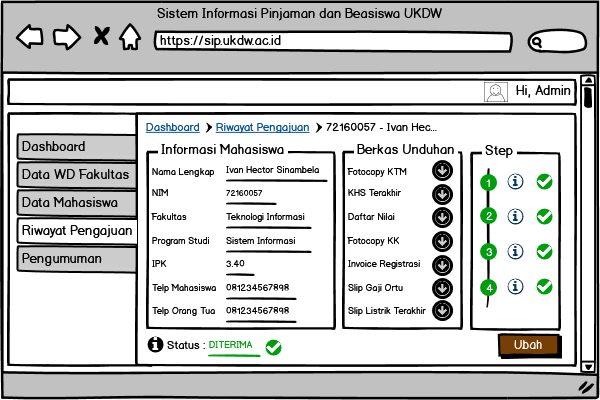 Sistem Informasi Pinjaman dan Beasiswa UKDW
https://sip.ukdw.ac.id
Hi, Admin
Dashboard
Data WD Fakultas
Data Mahasiswa
Riwayat Pengajuan
Pengumuman
Dashboard > Riwayat Pengajuan > 72160057 - Ivan Hec...
Informasi Mahasiswa
Nama Lengkap Ivan Hector Sinambela
NIM 72160057
Fakultas Teknologi Informasi
Program Studi Sistem Informasi
IPK 3.40
Telp Mahasiswa 081234567898
Telp Orang Tua 081234567898
Berkas Unduhan
Fotocopy KTM
KHS Terakhir
Daftar Nilai
Fotocopy KK
Invoice Registrasi
Slip Gaji Ortu
Slip Listrik Terakhir
Step
1
2
3
4
Status : DITERIMA
Ubah